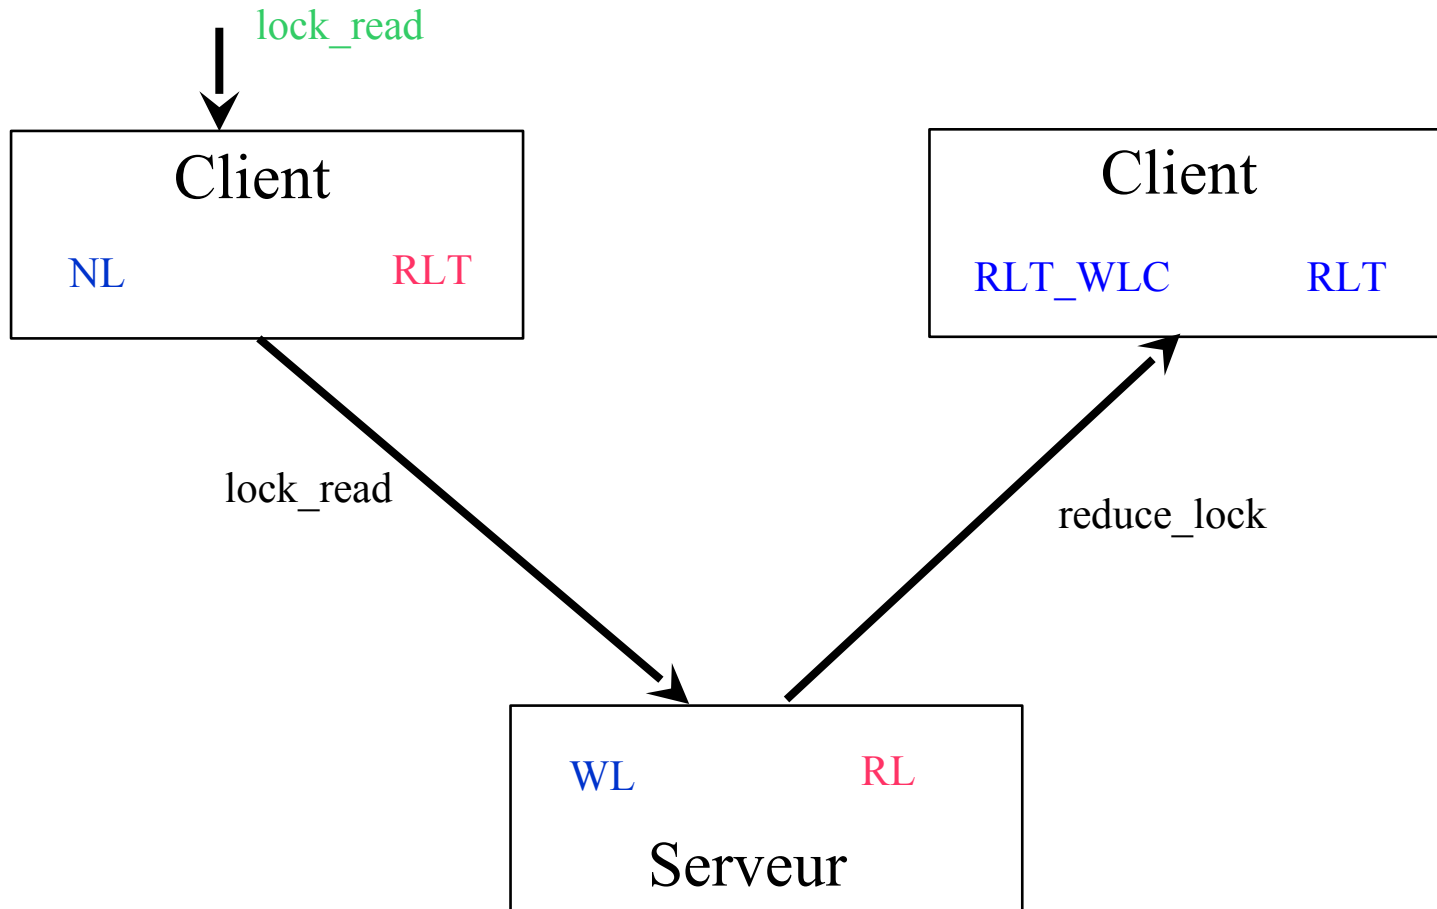 lock_read
Client
NL RLT
Client
RLT_WLC RLT
lock_read
reduce_lock
WL RL
Serveur